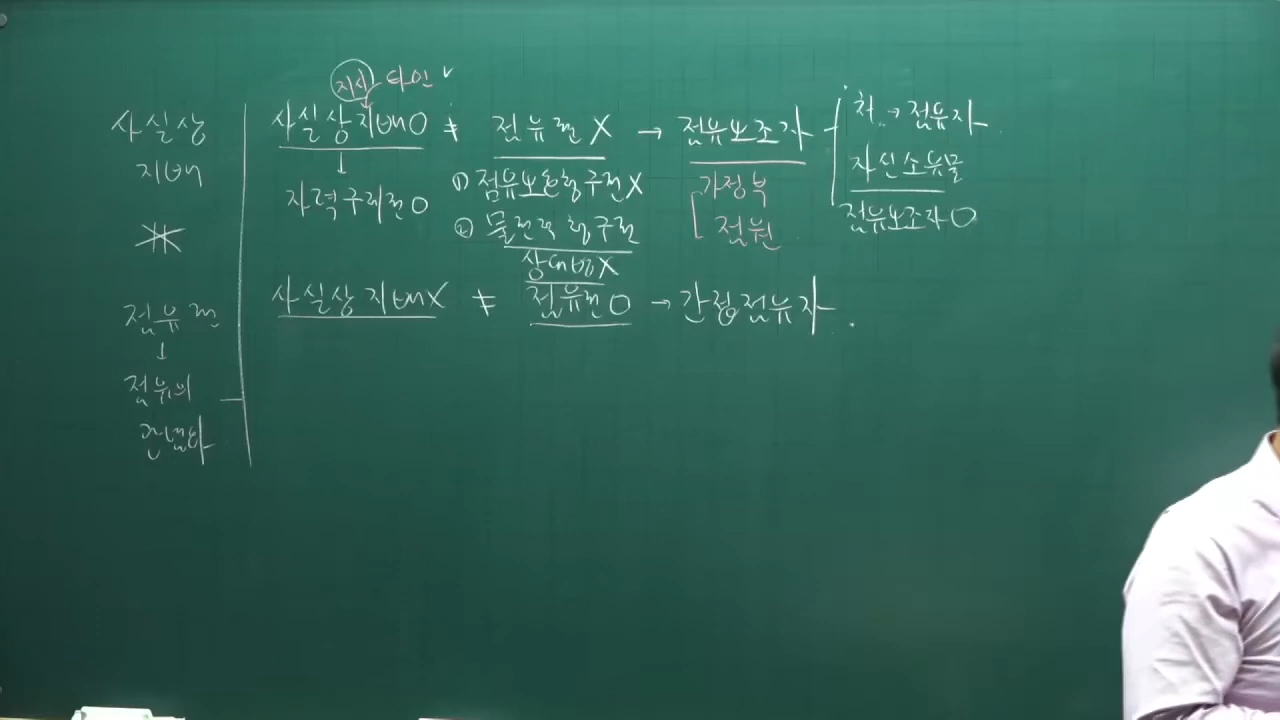 사실상
지배
점유권
↓
점유의
관념화
지시 타인 ✓
사실상 지배O ≠ 점유권 X → 점유보조자
↓
자력구제권O
① 점유보호청구권X
② 물권적 청구권
상대방X
가정부
점원
처 → 점유자
자신소유물
점유보조자O
사실상 지배X ≠ 점유권O → 간접점유자.